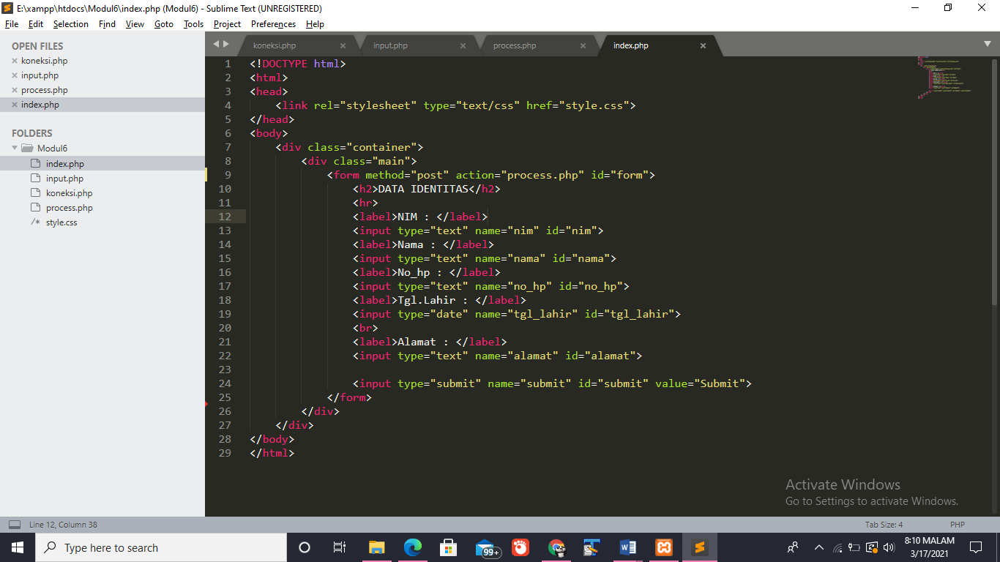 E:\xampp\htdocs\Modul6\index.php (Modul6) - Sublime Text (UNREGISTERED)
File Edit Selection Find View Goto Tools Project Preferences Help
OPEN FILES
koneksi.php
input.php
process.php
index.php
FOLDERS
Modul6
index.php
input.php
koneksi.php
process.php
/* style.css
koneksi.php input.php process.php index.php
1 <!DOCTYPE html>
2 <html>
3 <head>
4 <link rel="stylesheet" type="text/css" href="style.css">
5 </head>
6 <body>
7 <div class="container">
8 <div class="main">
9 <form method="post" action="process.php" id="form">
10 <h2>DATA IDENTITAS</h2>
11 <hr>
12 <label>NIM : </label>
13 <input type="text" name="nim" id="nim">
14 <label>Nama : </label>
15 <input type="text" name="nama" id="nama">
16 <label>No_hp : </label>
17 <input type="text" name="no_hp" id="no_hp">
18 <label>Tgl.Lahir : </label>
19 <input type="date" name="tgl_lahir" id="tgl_lahir">
20 <br>
21 <label>Alamat : </label>
22 <input type="text" name="alamat" id="alamat">
23
24 <input type="submit" name="submit" id="submit" value="Submit">
25 </form>
26 </div>
27 </div>
28 </body>
29 </html>
Activate Windows
Go to Settings to activate Windows.
Line 12, Column 38 Tab Size: 4 PHP
Type here to search
99+
8:10 MALAM
3/17/2021